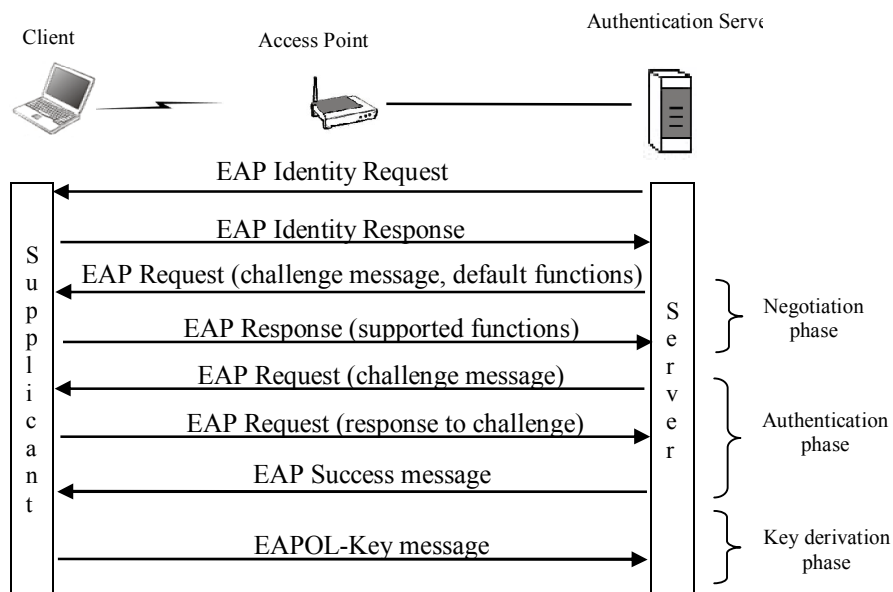 Client
Access Point
Authentication Serve
EAP Identity Request
EAP Identity Response
EAP Request (challenge message, default functions)
EAP Response (supported functions)
EAP Request (challenge message)
EAP Request (response to challenge)
EAP Success message
EAPOL-Key message
Supplicant
Server
Negotiation
phase
Authentication
phase
Key derivation
phase